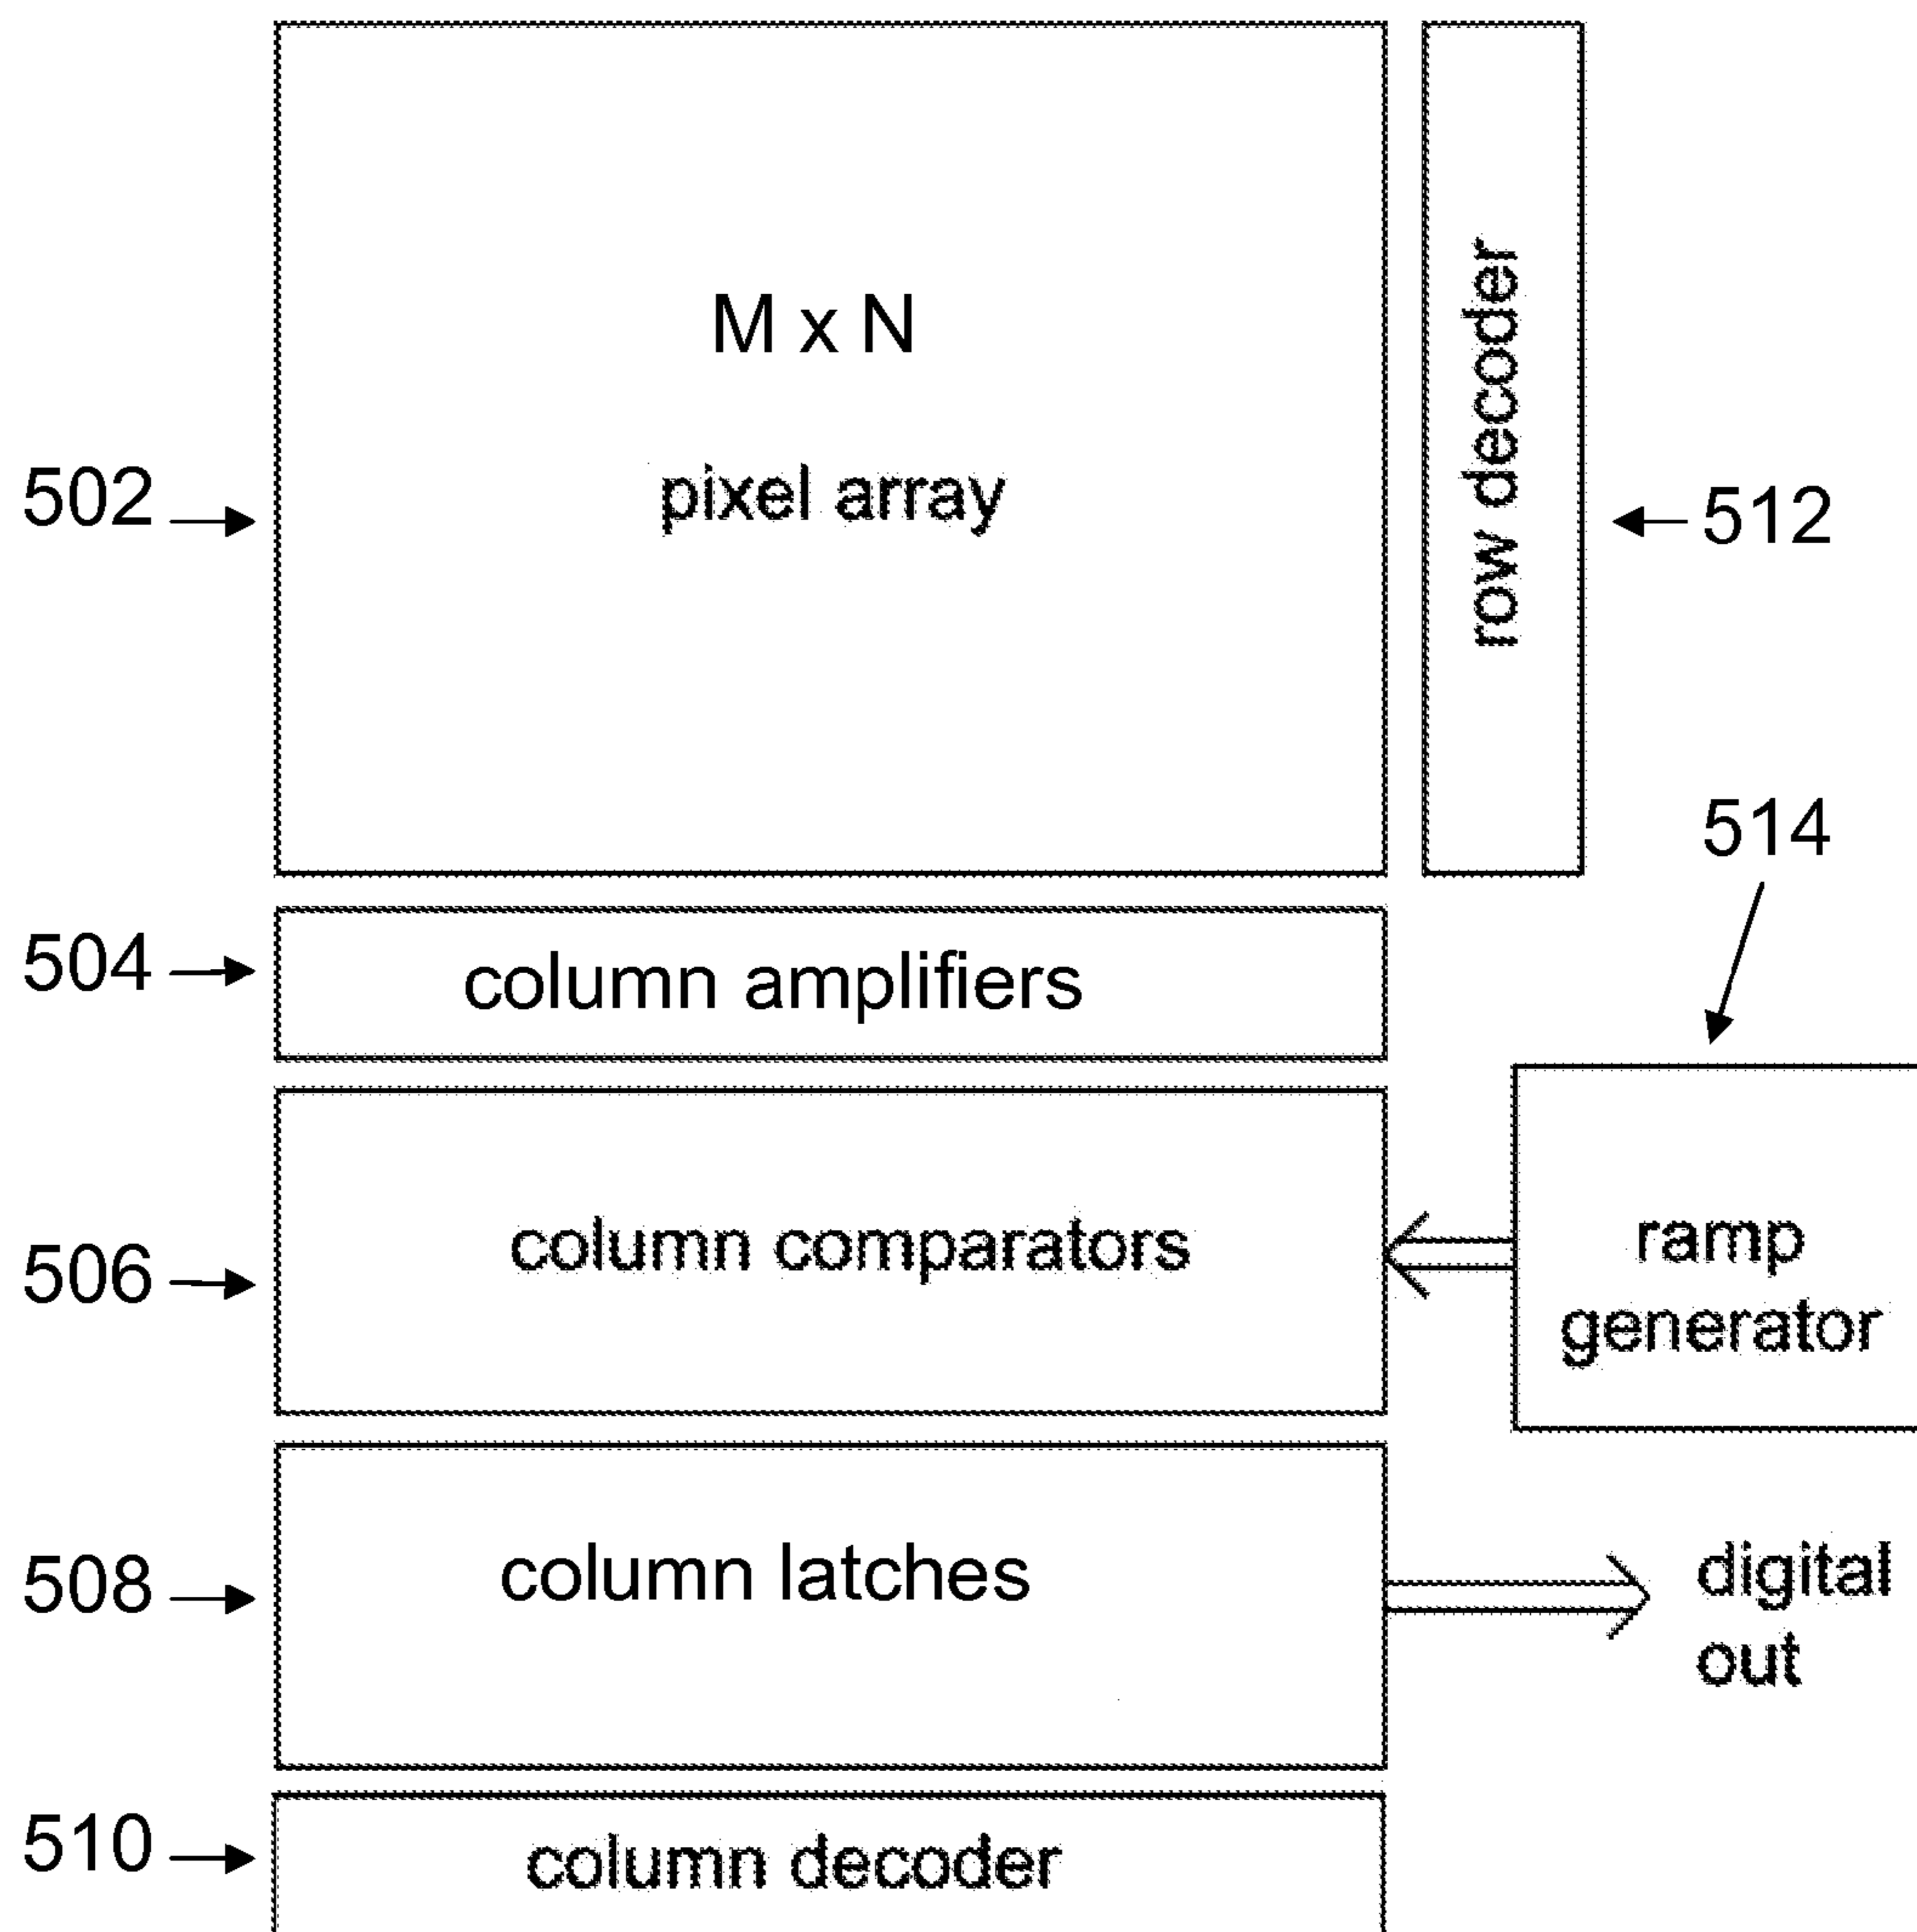 M x N
pixel array
row decoder
502
512
514
504
column amplifiers
506
column comparators
ramp
generator
508
column latches
digital
out
510
column decoder